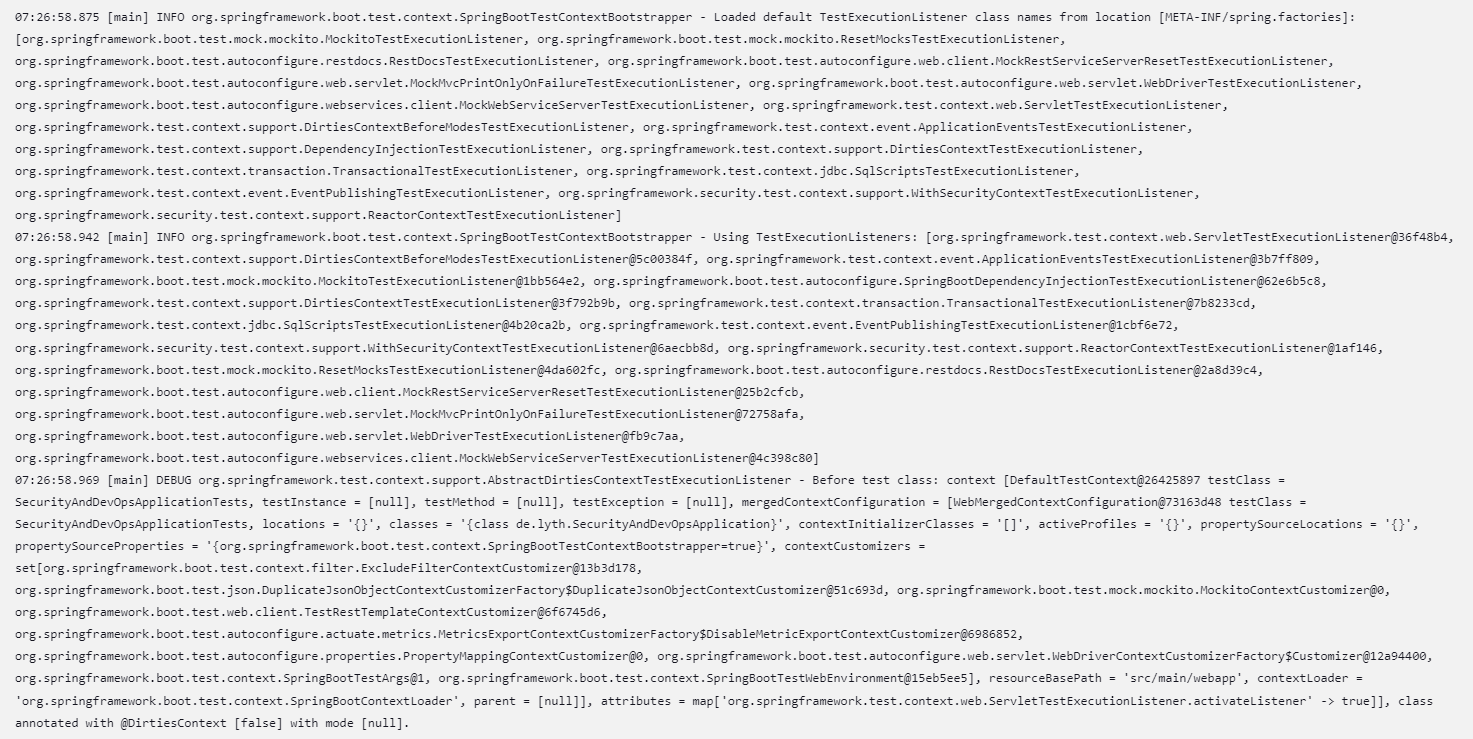 07:26:58.875 [main] INFO org.springframework.boot.test.context.SpringBootTestContextBootstrapper - Loaded default TestExecutionListener class names from location [META-INF/spring.factories]:
[org.springframework.boot.test.mock.mockito.MockitoTestExecutionListener, org.springframework.boot.test.mock.mockito.ResetMocksTestExecutionListener,
org.springframework.boot.test.autoconfigure.restdocs.RestDocsTestExecutionListener, org.springframework.boot.test.autoconfigure.web.client.MockRestServiceServerResetTestExecutionListener,
org.springframework.boot.test.autoconfigure.web.servlet.MockMvcPrintOnlyOnFailureTestExecutionListener, org.springframework.boot.test.autoconfigure.web.servlet.WebDriverTestExecutionListener,
org.springframework.boot.test.autoconfigure.webservices.client.MockWebServiceServerTestExecutionListener, org.springframework.test.context.web.ServletTestExecutionListener,
org.springframework.test.context.support.DirtiesContextBeforeModesTestExecutionListener, org.springframework.test.context.event.ApplicationEventsTestExecutionListener,
org.springframework.test.context.support.DependencyInjectionTestExecutionListener, org.springframework.test.context.support.DirtiesContextTestExecutionListener,
org.springframework.test.context.transaction.TransactionalTestExecutionListener, org.springframework.test.context.jdbc.SqlScriptsTestExecutionListener,
org.springframework.test.context.event.EventPublishingTestExecutionListener, org.springframework.security.test.context.support.WithSecurityContextTestExecutionListener,
org.springframework.security.test.context.support.ReactorContextTestExecutionListener]
07:26:58.942 [main] INFO org.springframework.boot.test.context.SpringBootTestContextBootstrapper - Using TestExecutionListeners: [org.springframework.test.context.web.ServletTestExecutionListener@36f48b4,
org.springframework.test.context.support.DirtiesContextBeforeModesTestExecutionListener@5c00384f, org.springframework.test.context.event.ApplicationEventsTestExecutionListener@3b7ff809,
org.springframework.boot.test.mock.mockito.MockitoTestExecutionListener@1bb564e2, org.springframework.boot.test.autoconfigure.SpringBootDependencyInjectionTestExecutionListener@62e6b5c8,
org.springframework.test.context.support.DirtiesContextTestExecutionListener@3f792b9b, org.springframework.test.context.transaction.TransactionalTestExecutionListener@7b8233cd,
org.springframework.test.context.jdbc.SqlScriptsTestExecutionListener@4b20ca2b, org.springframework.test.context.event.EventPublishingTestExecutionListener@1cbf6e72,
org.springframework.security.test.context.support.WithSecurityContextTestExecutionListener@6aecbb8d, org.springframework.security.test.context.support.ReactorContextTestExecutionListener@1af146,
org.springframework.boot.test.mock.mockito.ResetMocksTestExecutionListener@4da602fc, org.springframework.boot.test.autoconfigure.restdocs.RestDocsTestExecutionListener@2a8d39c4,
org.springframework.boot.test.autoconfigure.web.client.MockRestServiceServerResetTestExecutionListener@25b2cfcb,
org.springframework.boot.test.autoconfigure.web.servlet.MockMvcPrintOnlyOnFailureTestExecutionListener@72758afa,
org.springframework.boot.test.autoconfigure.web.servlet.WebDriverTestExecutionListener@fb9c7aa,
org.springframework.boot.test.autoconfigure.webservices.client.MockWebServiceServerTestExecutionListener@4c398c80]
07:26:58.969 [main] DEBUG org.springframework.test.context.support.AbstractDirtiesContextTestExecutionListener - Before test class: context [DefaultTestContext@26425897 testClass =
SecurityAndDevOpsApplicationTests, testInstance = [null], testMethod = [null], testException = [null], mergedContextConfiguration = [WebMergedContextConfiguration@73163d48 testClass =
SecurityAndDevOpsApplicationTests, locations = '{}', classes = '{class de.lyth.SecurityAndDevOpsApplication}', contextInitializerClasses = '[]', activeProfiles = '{}', propertySourceLocations = '{}',
propertySourceProperties = '{org.springframework.boot.test.context.SpringBootTestContextBootstrapper=true}', contextCustomizers =
set[org.springframework.boot.test.context.filter.ExcludeFilterContextCustomizer@13b3d178,
org.springframework.boot.test.json.DuplicateJsonObjectContextCustomizerFactory$DuplicateJsonObjectContextCustomizer@51c693d, org.springframework.boot.test.mock.mockito.MockitoContextCustomizer@0,
org.springframework.boot.test.web.client.TestRestTemplateContextCustomizer@6f6745d6,
org.springframework.boot.test.autoconfigure.actuate.metrics.MetricsExportContextCustomizerFactory$DisableMetricExportContextCustomizer@6986852,
org.springframework.boot.test.autoconfigure.properties.PropertyMappingContextCustomizer@0, org.springframework.boot.test.autoconfigure.web.servlet.WebDriverContextCustomizerFactory$Customizer@12a94400,
org.springframework.boot.test.context.SpringBootTestArgs@1, org.springframework.boot.test.context.SpringBootTestWebEnvironment@15eb5ee5], resourceBasePath = 'src/main/webapp', contextLoader =
'org.springframework.boot.test.context.SpringBootContextLoader', parent = [null]], attributes = map['org.springframework.test.context.web.ServletTestExecutionListener.activateListener' -> true]], class
annotated with @DirtiesContext [false] with mode [null].